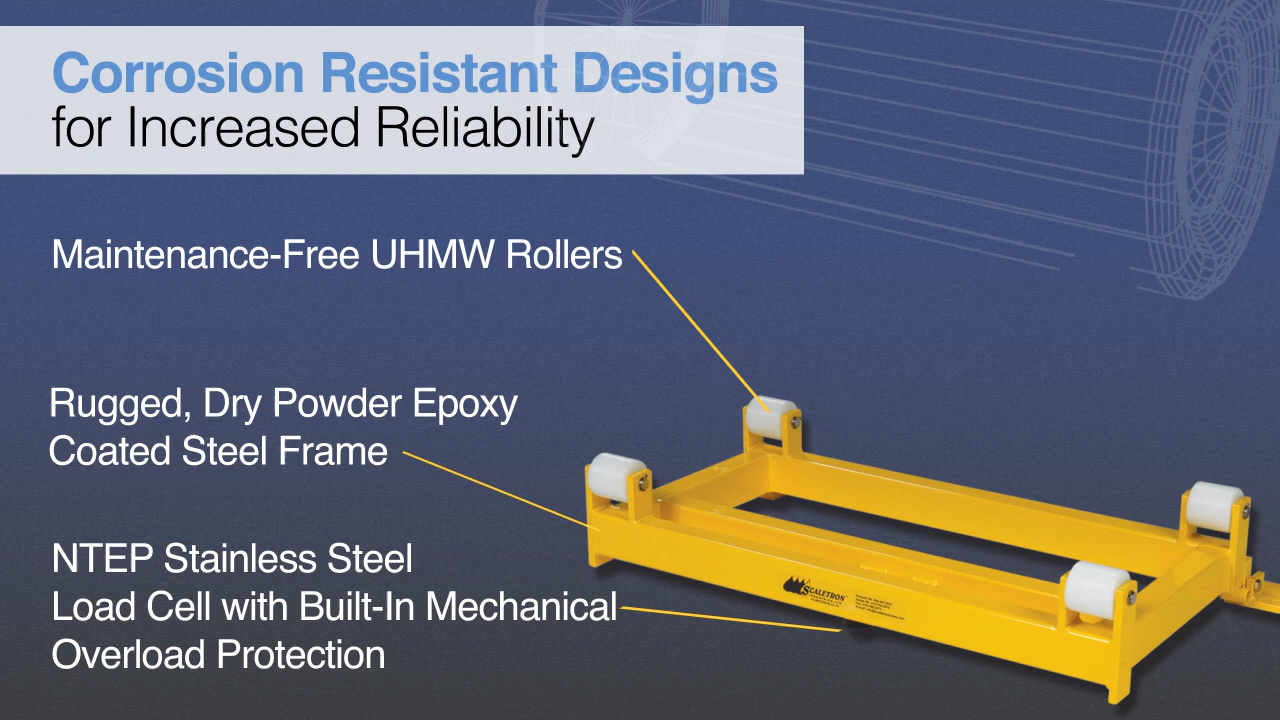 Corrosion Resistant Designs
for Increased Reliability
Maintenance-Free UHMW Rollers
Rugged, Dry Powder Epoxy
Coated Steel Frame
NTEP Stainless Steel
Load Cell with Built-In Mechanical
Overload Protection
SCALETRON